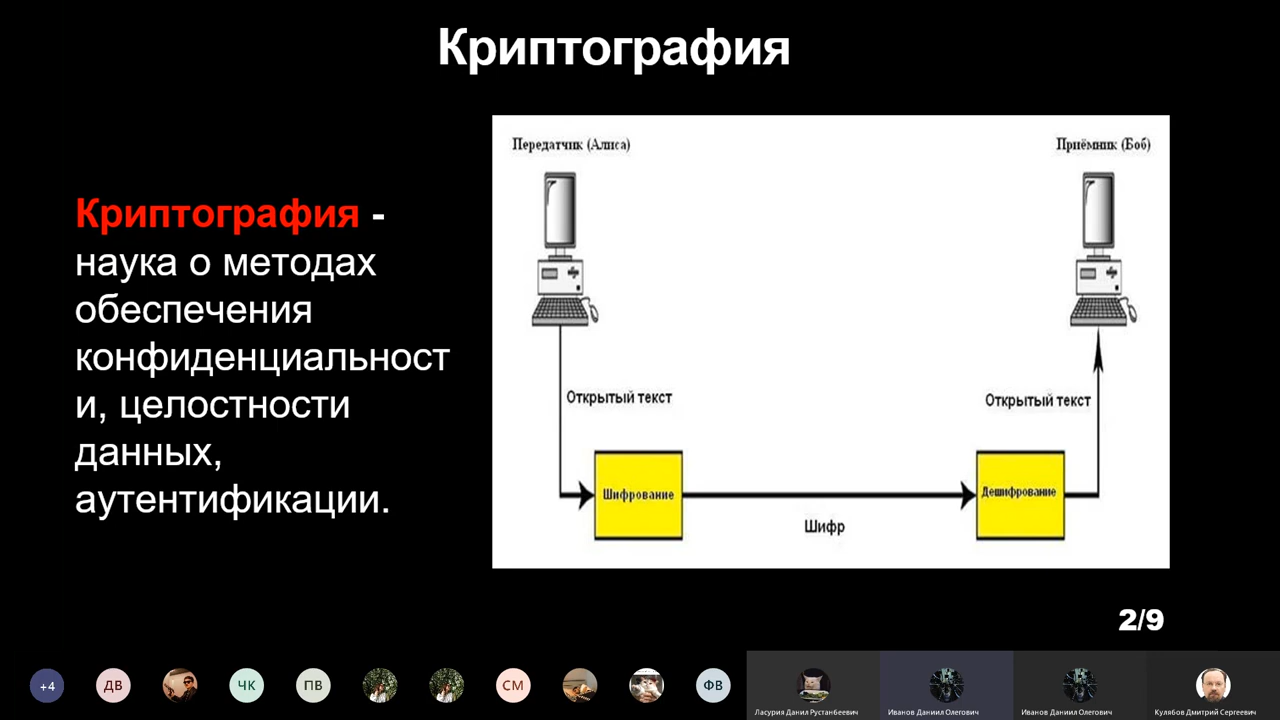 Криптография
Передатчик (Алиса)
Приёмник (Боб)
Криптография -
наука о методах
обеспечения
конфиденциальност
и, целостности
данных,
аутентификации.
Открытый текст
Открытый текст
Шифрование
Дешифрование
Шифр
2/9
+4
ДВ
ЧК
ПВ
СМ
ФВ
Ласурия Данил Рустанбеевич
Иванов Даниил Олегович
Иванов Даниил Олегович
Кулябов Дмитрий Сергеевич